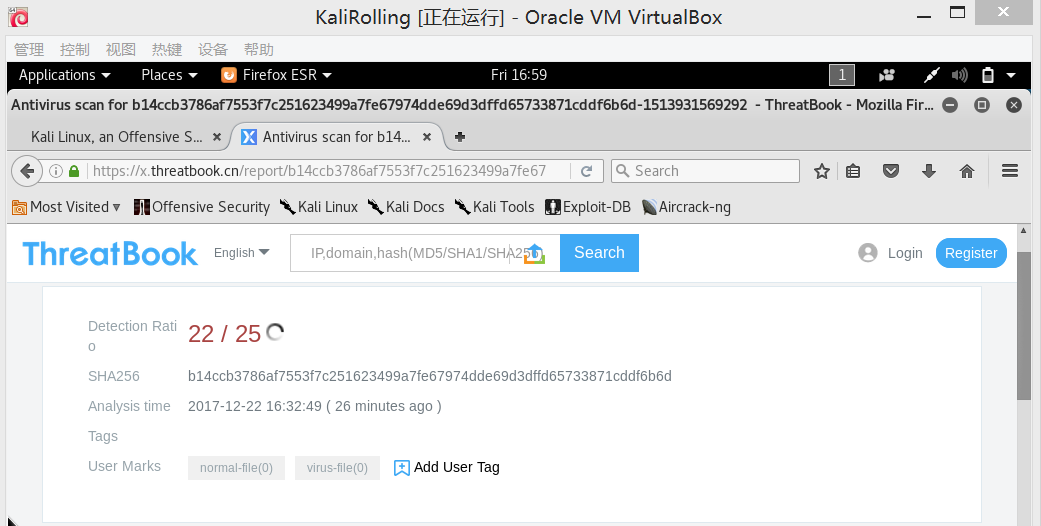 KaliRolling [正在运行] - Oracle VM VirtualBox
管理 控制 视图 热键 设备 帮助
Applications Places Firefox ESR Fri 16:59 1
Antivirus scan for b14ccb3786af7553f7c251623499a7fe67974dde69d3dffd65733871cddf6b6d-1513931569292 - ThreatBook - Mozilla Fir...
Kali Linux, an Offensive S... Antivirus scan for b14...
https://x.threatbook.cn/report/b14ccb3786af7553f7c251623499a7fe67 Search
Most Visited Offensive Security Kali Linux Kali Docs Kali Tools Exploit-DB Aircrack-ng
ThreatBook English IP,domain,hash(MD5/SHA1/SHA256) Search Login Register
Detection Rati
o
22 / 25
SHA256 b14ccb3786af7553f7c251623499a7fe67974dde69d3dffd65733871cddf6b6d
Analysis time 2017-12-22 16:32:49 ( 26 minutes ago )
Tags
User Marks normal-file(0) virus-file(0) Add User Tag